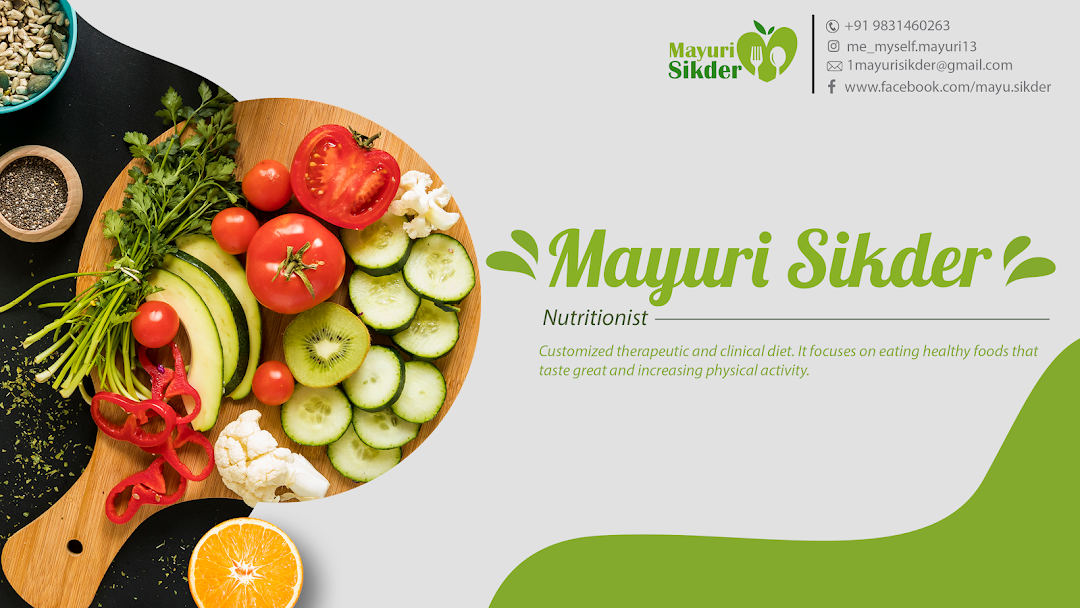 Mayuri
Sikder
+91 9831460263
me_myself.mayuri13
1mayurisikder@gmail.com
www.facebook.com/mayu.sikder
Mayuri Sikder
Nutritionist
Customized therapeutic and clinical diet. It focuses on eating healthy foods that
taste great and increasing physical activity.